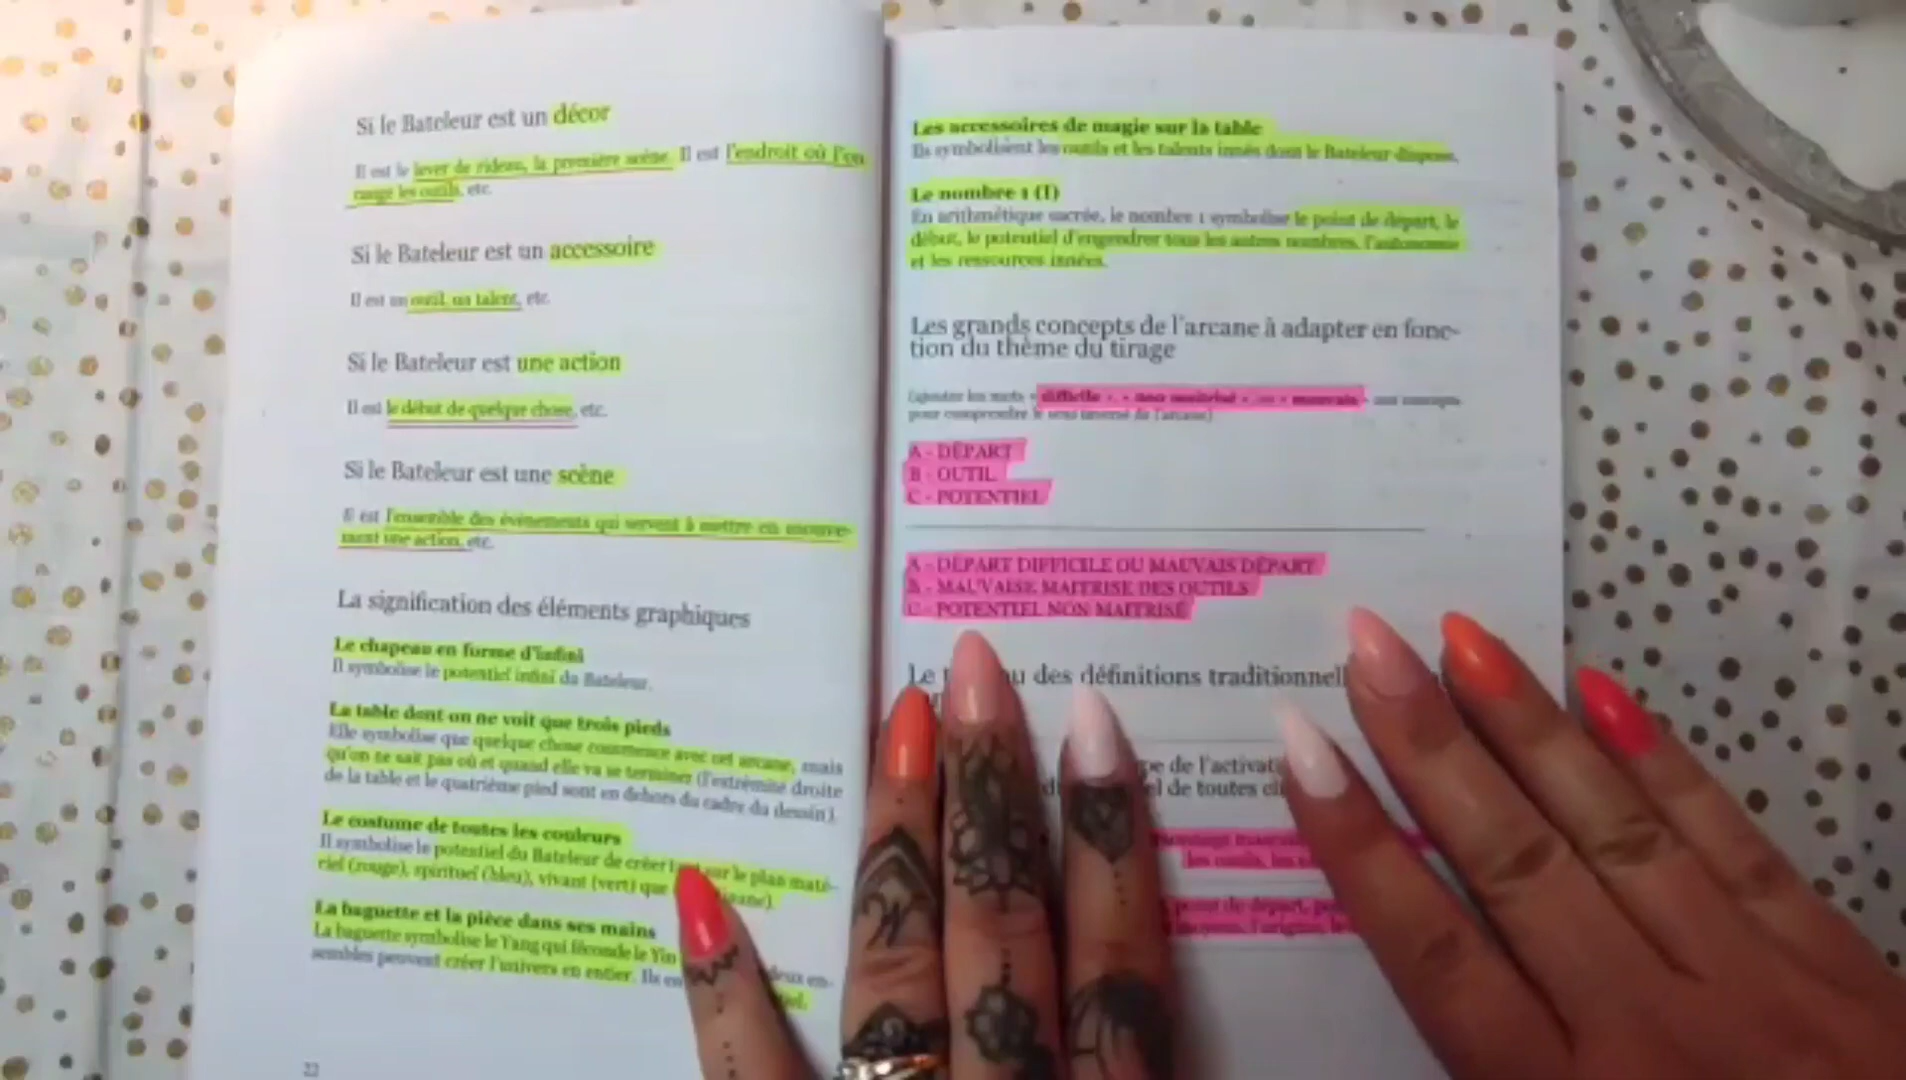 Si le Bateleur est un décor
Il est le lever de rideau, la première scène. Il est l'endroit où l'on
range les outils, etc.
Si le Bateleur est un accessoire
Il est un outil, un talent, etc.
Si le Bateleur est une action
Il est le début de quelque chose, etc.
Si le Bateleur est une scène
Il est l'ensemble des événements qui servent à mettre en mouve-
ment une action, etc.
La signification des éléments graphiques
Le chapeau en forme d'infini
Il symbolise le potentiel infini du Bateleur.
La table dont on ne voit que trois pieds
Elle symbolise que quelque chose commence avec cet arcane, mais
qu'on ne sait pas où et quand elle va se terminer (l'extrémité droite
de la table et le quatrième pied sont en dehors du cadre du dessin).
Le costume de toutes les couleurs
Il symbolise le potentiel du Bateleur de créer sur le plan maté-
riel (rouge), spirituel (bleu), vivant (vert) que
La baguette et la pièce dans ses mains
La baguette symbolise le Yang qui féconde le Yin
sembles peuvent créer l'univers en entier. Ils
22
Les accessoires de magie sur la table
Ils symbolisent les outils et les talents innés dont le Bateleur dispose.
Le nombre 1 (I)
En arithmétique sacrée, le nombre 1 symbolise le point de départ, le
début, le potentiel d'engendrer tous les autres nombres, l'autonomie
et les ressources innées.
Les grands concepts de l'arcane à adapter en fonc-
tion du thème du tirage
(ajouter les mots « difficile », « non maitrisé », ou « mauvais » aux concepts
pour comprendre le sens inversé de l'arcane)
A - DÉPART
B - OUTIL
C - POTENTIEL
A - DÉPART DIFFICILE OU MAUVAIS DÉPART
B - MAUVAISE MAITRISE DES OUTILS
C - POTENTIEL NON MAITRISÉ
Le des définitions
de l'activat
de toutes
les outils, les
point de départ,
l'origine,